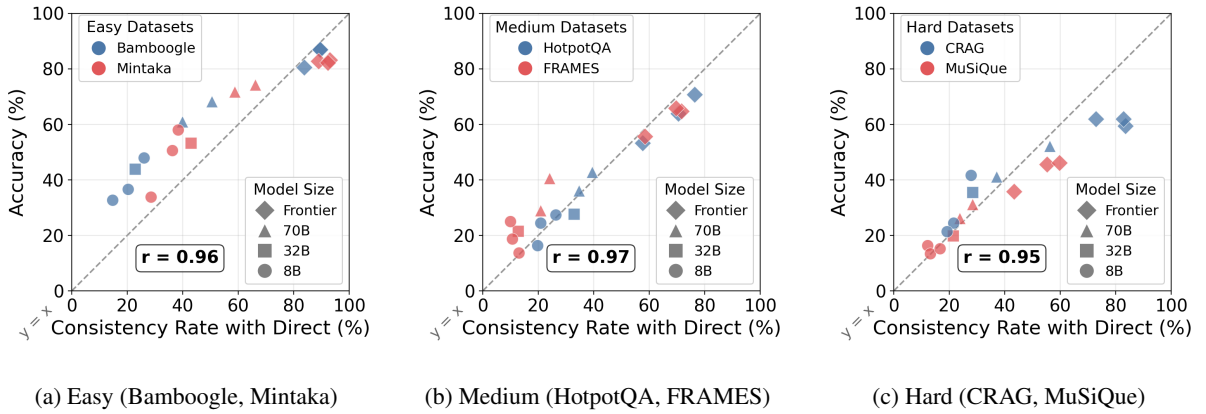 100
80
60
40
20
0
Accuracy (%)
Easy Datasets
Bamboogle
Mintaka
Model Size
Frontier
70B
32B
8B
r = 0.96
0 20 40 60 80 100
y = x
Consistency Rate with Direct (%)
(a) Easy (Bamboogle, Mintaka)
100
80
60
40
20
0
Accuracy (%)
Medium Datasets
HotpotQA
FRAMES
Model Size
Frontier
70B
32B
8B
r = 0.97
0 20 40 60 80 100
y = x
Consistency Rate with Direct (%)
(b) Medium (HotpotQA, FRAMES)
100
80
60
40
20
0
Accuracy (%)
Hard Datasets
CRAG
MuSiQue
Model Size
Frontier
70B
32B
8B
r = 0.95
0 20 40 60 80 100
y = x
Consistency Rate with Direct (%)
(c) Hard (CRAG, MuSiQue)